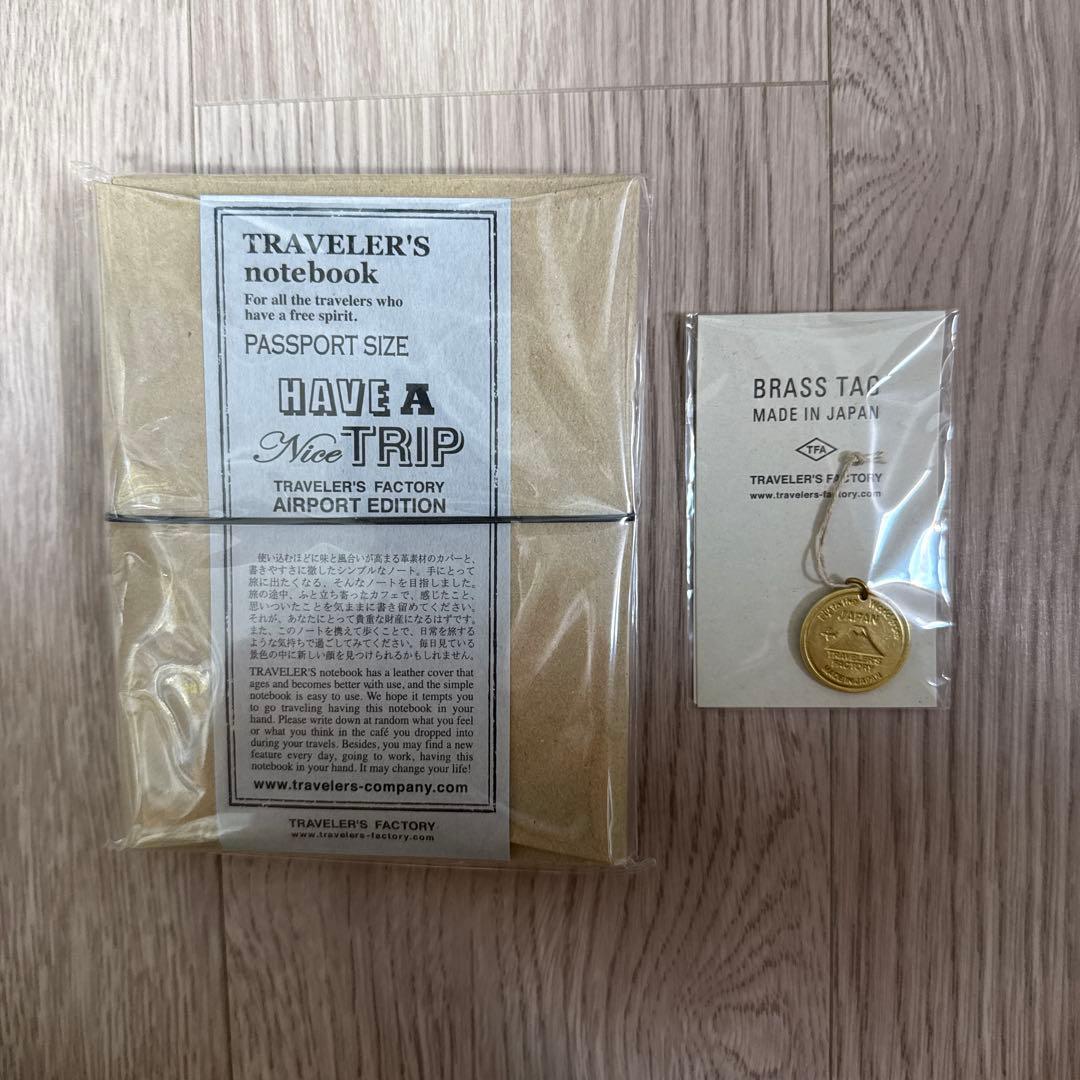 TRAVELER'S
notebook
For all the travelers who
have a free spirit.
PASSPORT SIZE
HAVE A
Nice TRIP
TRAVELER'S FACTORY
AIRPORT EDITION
使い込むほどに味と風合いが高まる革素材のカバーと、
書きやすさに徹したシンプルなノート。手にとって
旅に出たくなる、そんなノートを目指しました。
旅の途中、ふと立ち寄ったカフェで、感じたこと、
思いついたことを気ままに書き留めてください。
それが、あなたにとって貴重な財産になるはずです。
また、このノートを携えて歩くことで、日常を旅する
ような気持ちで過ごしてみてください。毎日見ている
景色の中に新しい顔を見つけられるかもしれません。
TRAVELER'S notebook has a leather cover that
ages and becomes better with use, and the simple
notebook is easy to use. We hope it tempts you
to go traveling having this notebook in your
hand. Please write down at random what you feel
or what you think in the café you dropped into
during your travels. Besides, you may find a new
feature every day, going to work, having this
notebook in your hand. It may change your life!
www.travelers-company.com
TRAVELER'S FACTORY
www.travelers-factory.com
BRASS TAG
MADE IN JAPAN
TFA
TRAVELER'S FACTORY
www.travelers-factory.com
JAPAN
TRAVELER'S
FACTORY
MADE IN JAPAN